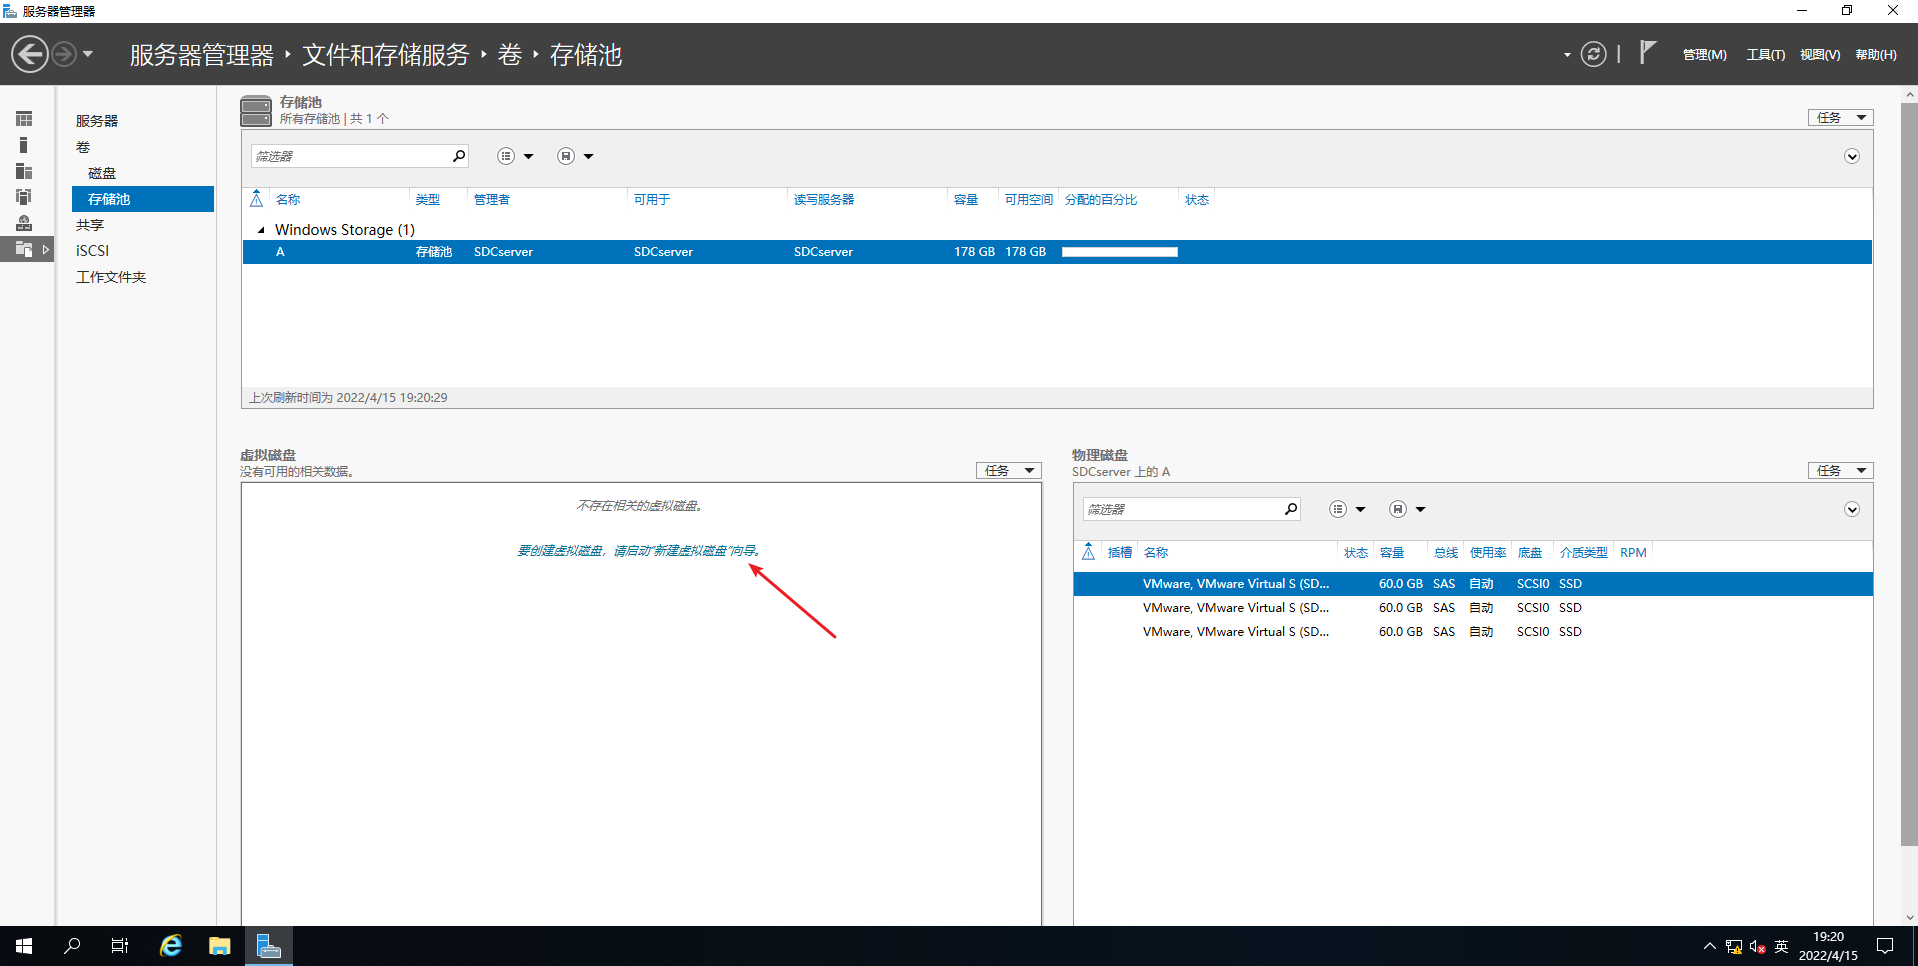 服务器管理器
服务器管理器 ‣ 文件和存储服务 ‣ 卷 ‣ 存储池
管理(M) 工具(T) 视图(V) 帮助(H)
服务器
卷
磁盘
存储池
共享
iSCSI
工作文件夹
存储池
所有存储池 | 共 1 个
任务
筛选器
名称 类型 管理者 可用于 读写服务器 容量 可用空间 分配的百分比 状态
Windows Storage (1)
A 存储池 SDCserver SDCserver SDCserver 178 GB 178 GB
上次刷新时间为 2022/4/15 19:20:29
虚拟磁盘
没有可用的相关数据。
任务
不存在相关的虚拟磁盘。
要创建虚拟磁盘，请启动"新建虚拟磁盘"向导。
物理磁盘
SDCserver 上的 A
任务
筛选器
插槽 名称 状态 容量 总线 使用率 底盘 介质类型 RPM
VMware, VMware Virtual S (SD... 60.0 GB SAS 自动 SCSI0 SSD
VMware, VMware Virtual S (SD... 60.0 GB SAS 自动 SCSI0 SSD
VMware, VMware Virtual S (SD... 60.0 GB SAS 自动 SCSI0 SSD
英
19:20
2022/4/15